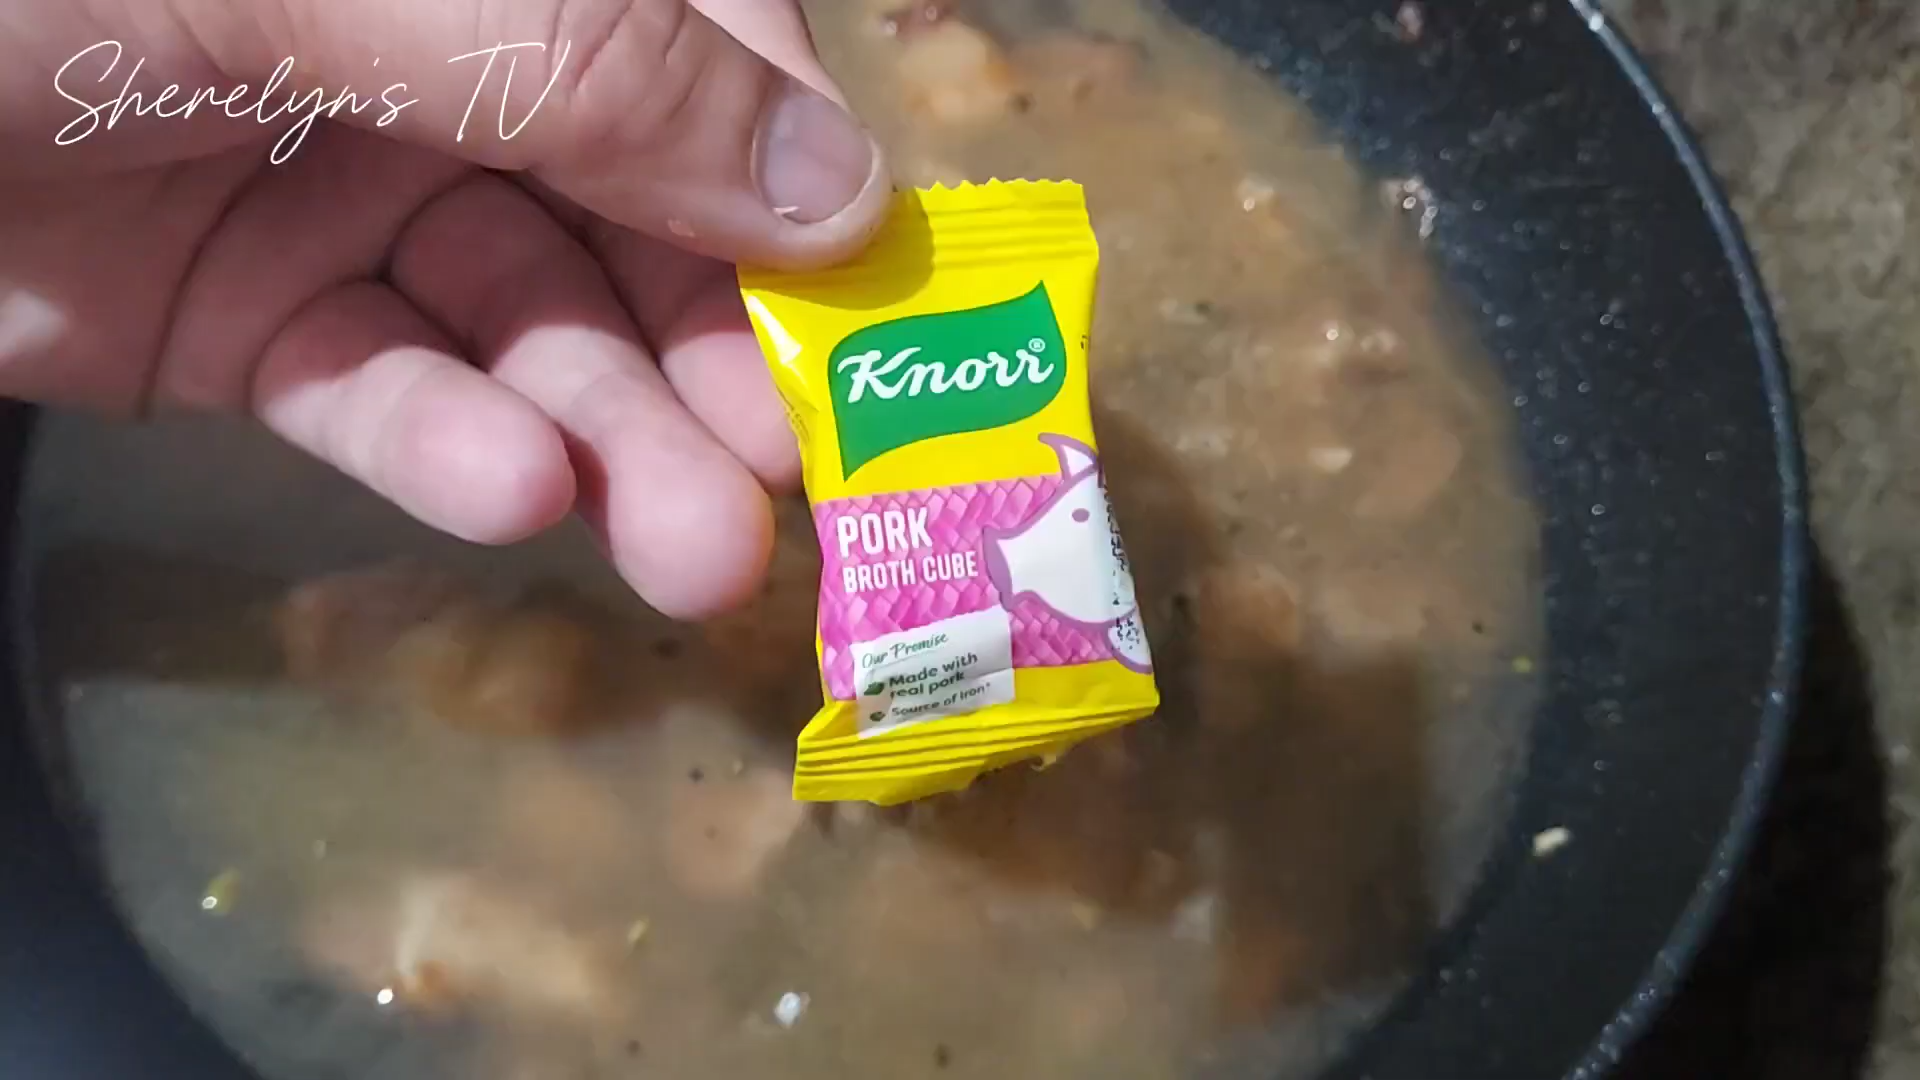 Sherelyn's TV
Knorr®
PORK
BROTH CUBE
Our Promise
Made with
real pork
Source of Iron*